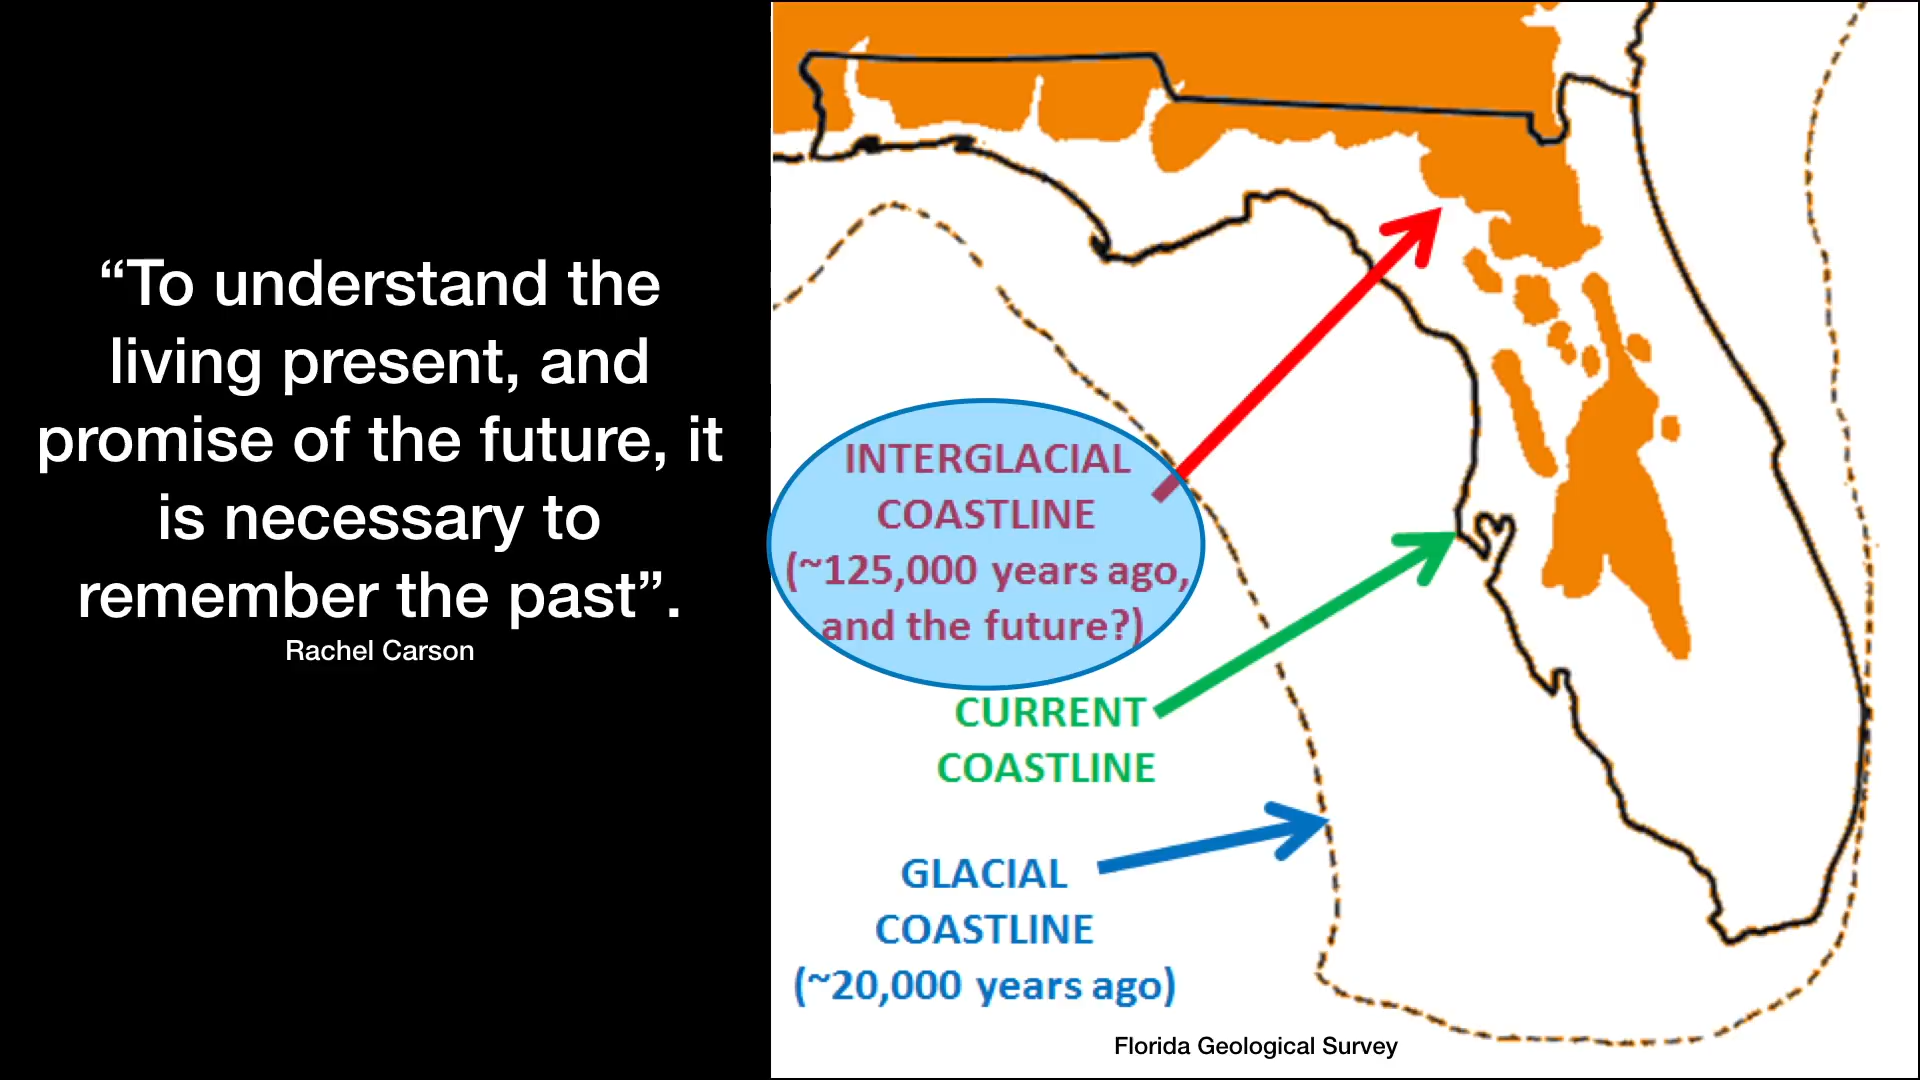 “To understand the
living present, and
promise of the future, it
is necessary to
remember the past”.
Rachel Carson
INTERGLACIAL
COASTLINE
(~125,000 years ago,
and the future?)
CURRENT
COASTLINE
GLACIAL
COASTLINE
(~20,000 years ago)
Florida Geological Survey